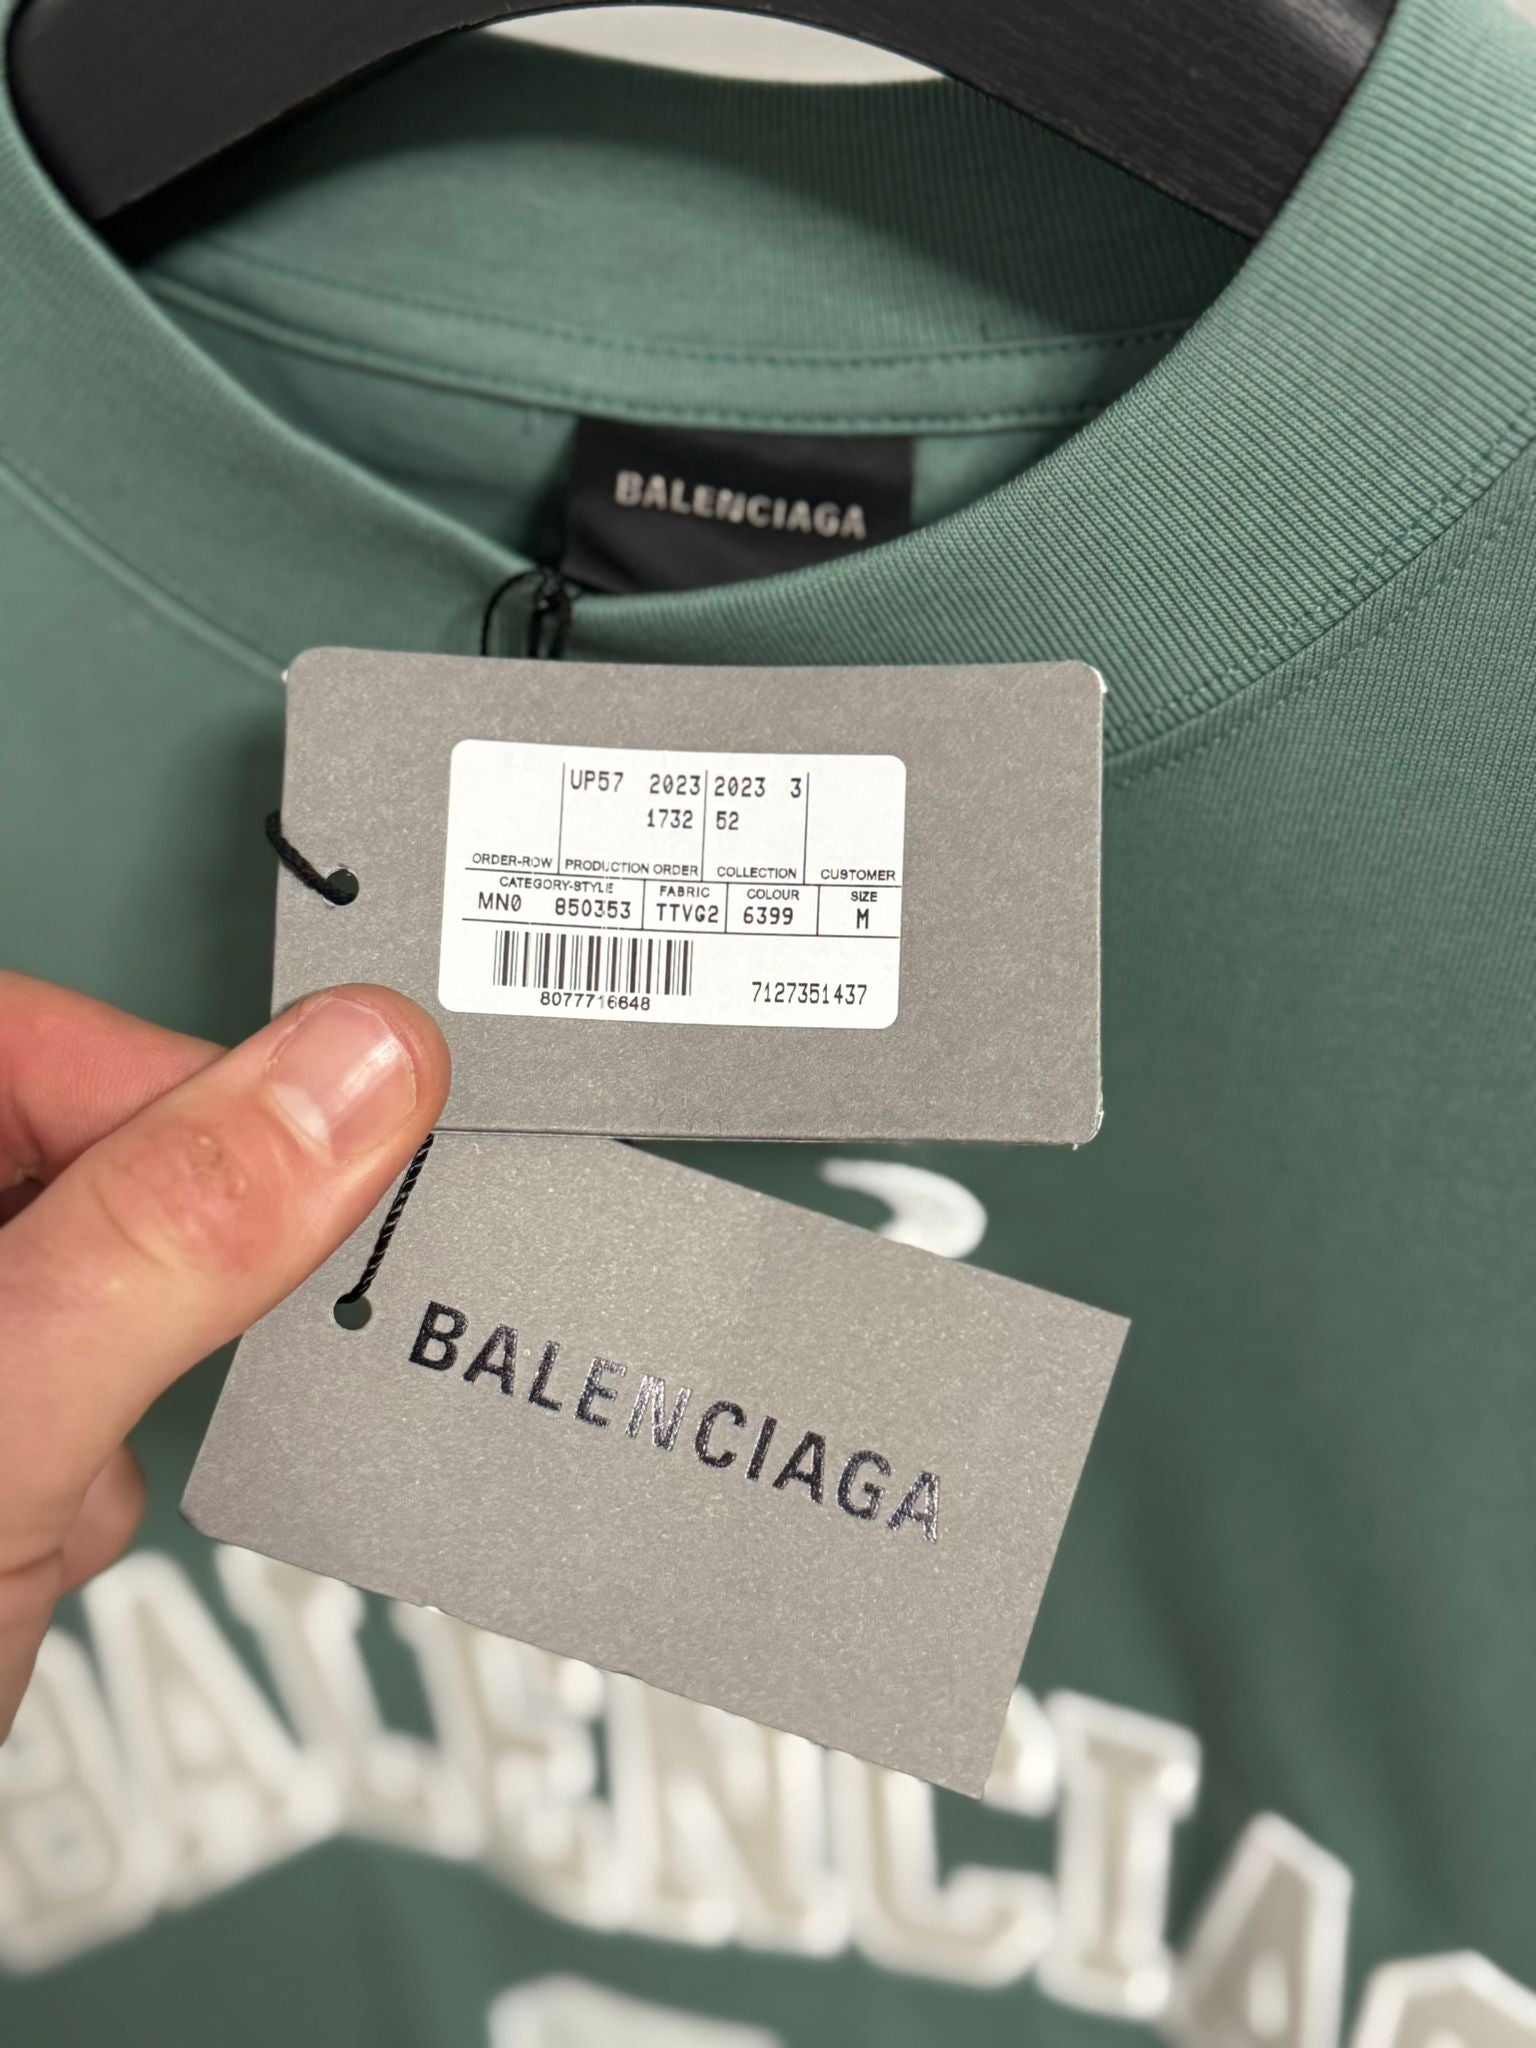 BALENCIAGA
UP57 2023 2023 3
1732 52
ORDER-ROW PRODUCTION ORDER COLLECTION CUSTOMER
CATEGORY-STYLE FABRIC COLOUR SIZE
MN0 850353 TTVG2 6399 M
8077716648 7127351437
BALENCIAGA
BALENCIAGA